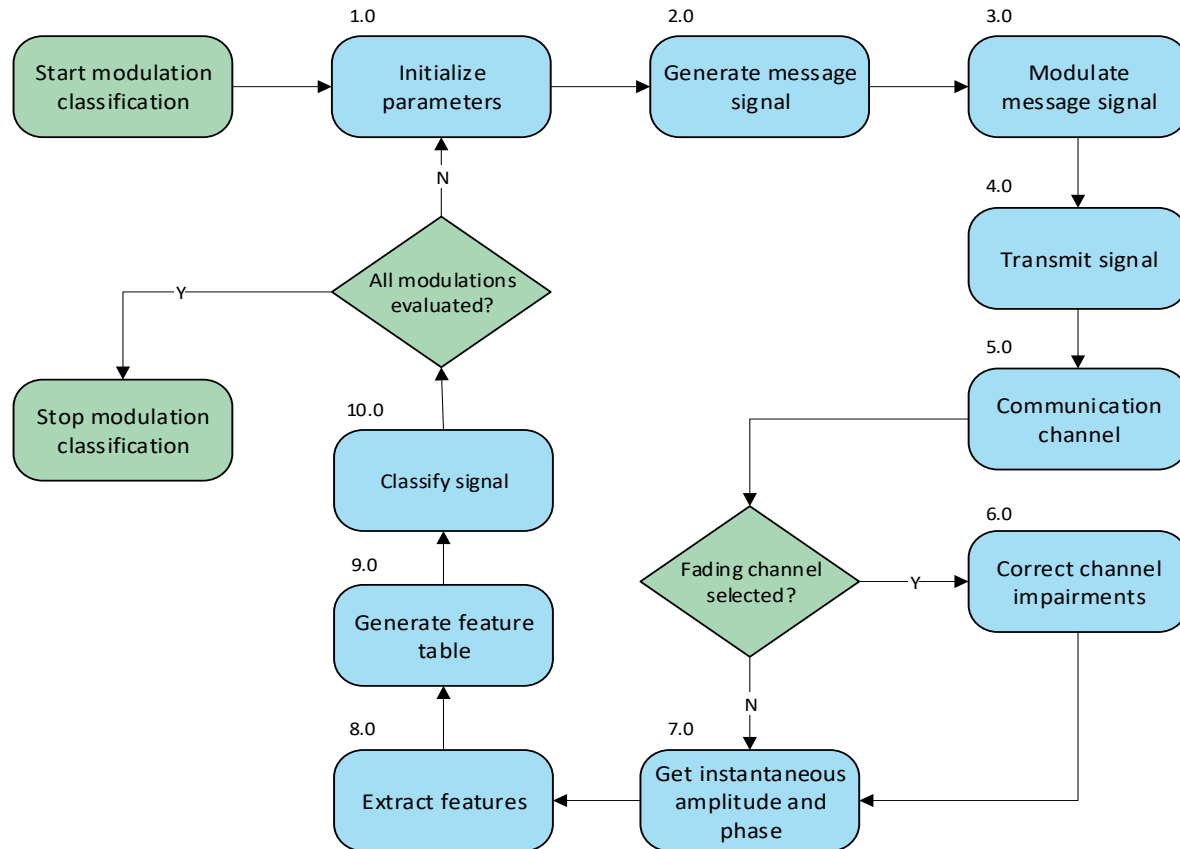 1.0
2.0
3.0
Start modulation
classification
Initialize
parameters
Generate message
signal
Modulate
message signal
N
4.0
Transmit signal
All modulations
evaluated?
Y
5.0
Communication
channel
Stop modulation
classification
10.0
Classify signal
6.0
Fading channel
selected?
Y
Correct channel
impairments
9.0
Generate feature
table
N
8.0
7.0
Extract features
Get instantaneous
amplitude and
phase